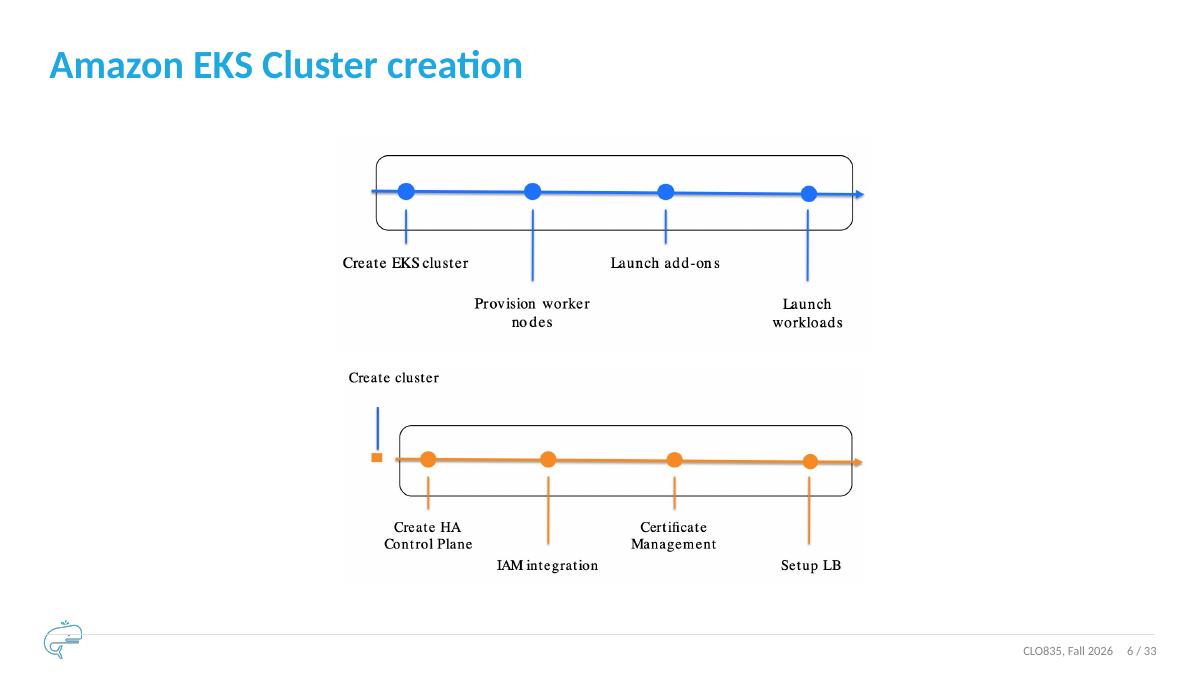 Amazon EKS Cluster creation
Create EKS cluster
Launch add-ons
Provision worker
nodes
Launch
workloads
Create cluster
Create HA
Control Plane
Certificate
Management
IAM integration
Setup LB
CLO835, Fall 2026 6 / 33